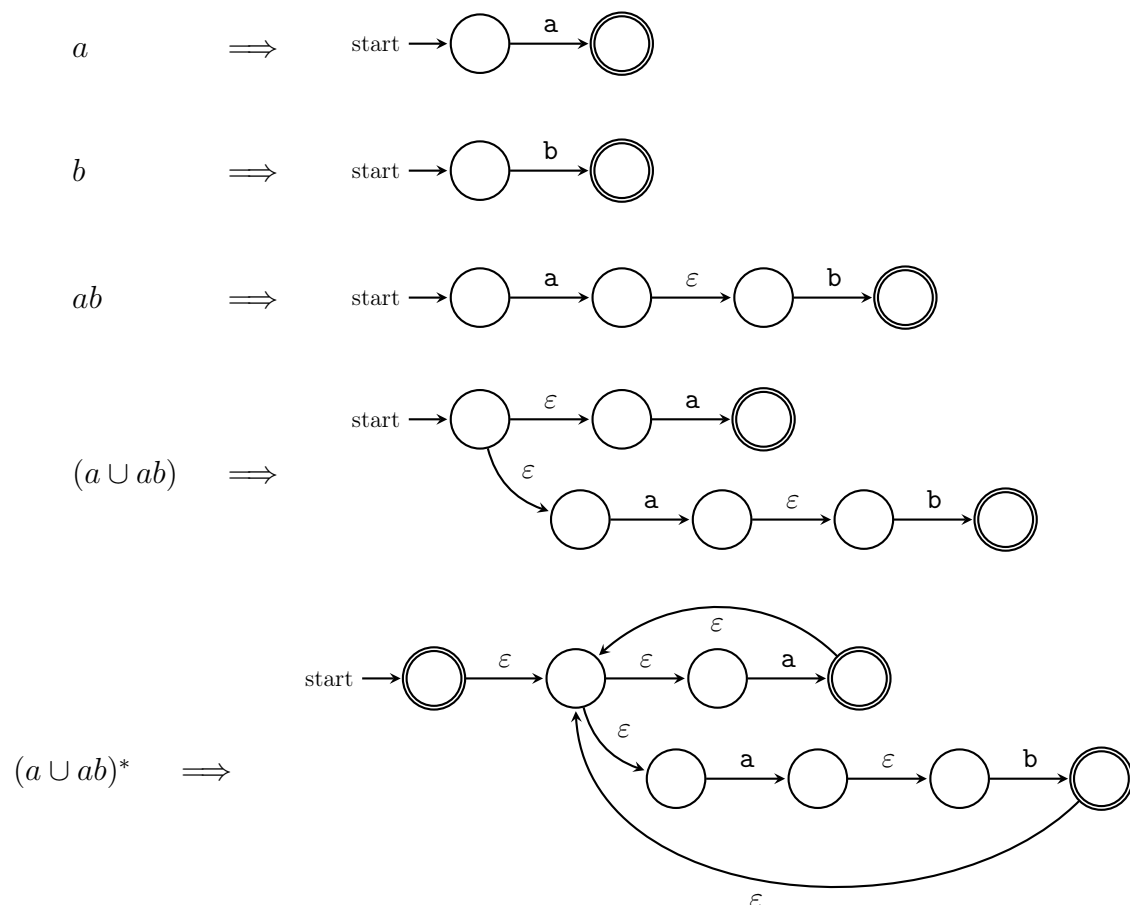 a
a ⟹ start
b
b ⟹ start
a ε b
ab ⟹ start
start ε a
ε
(a ∪ ab) ⟹
a ε b
ε
start ε ε a
ε
(a ∪ ab)* ⟹ a ε b
ε